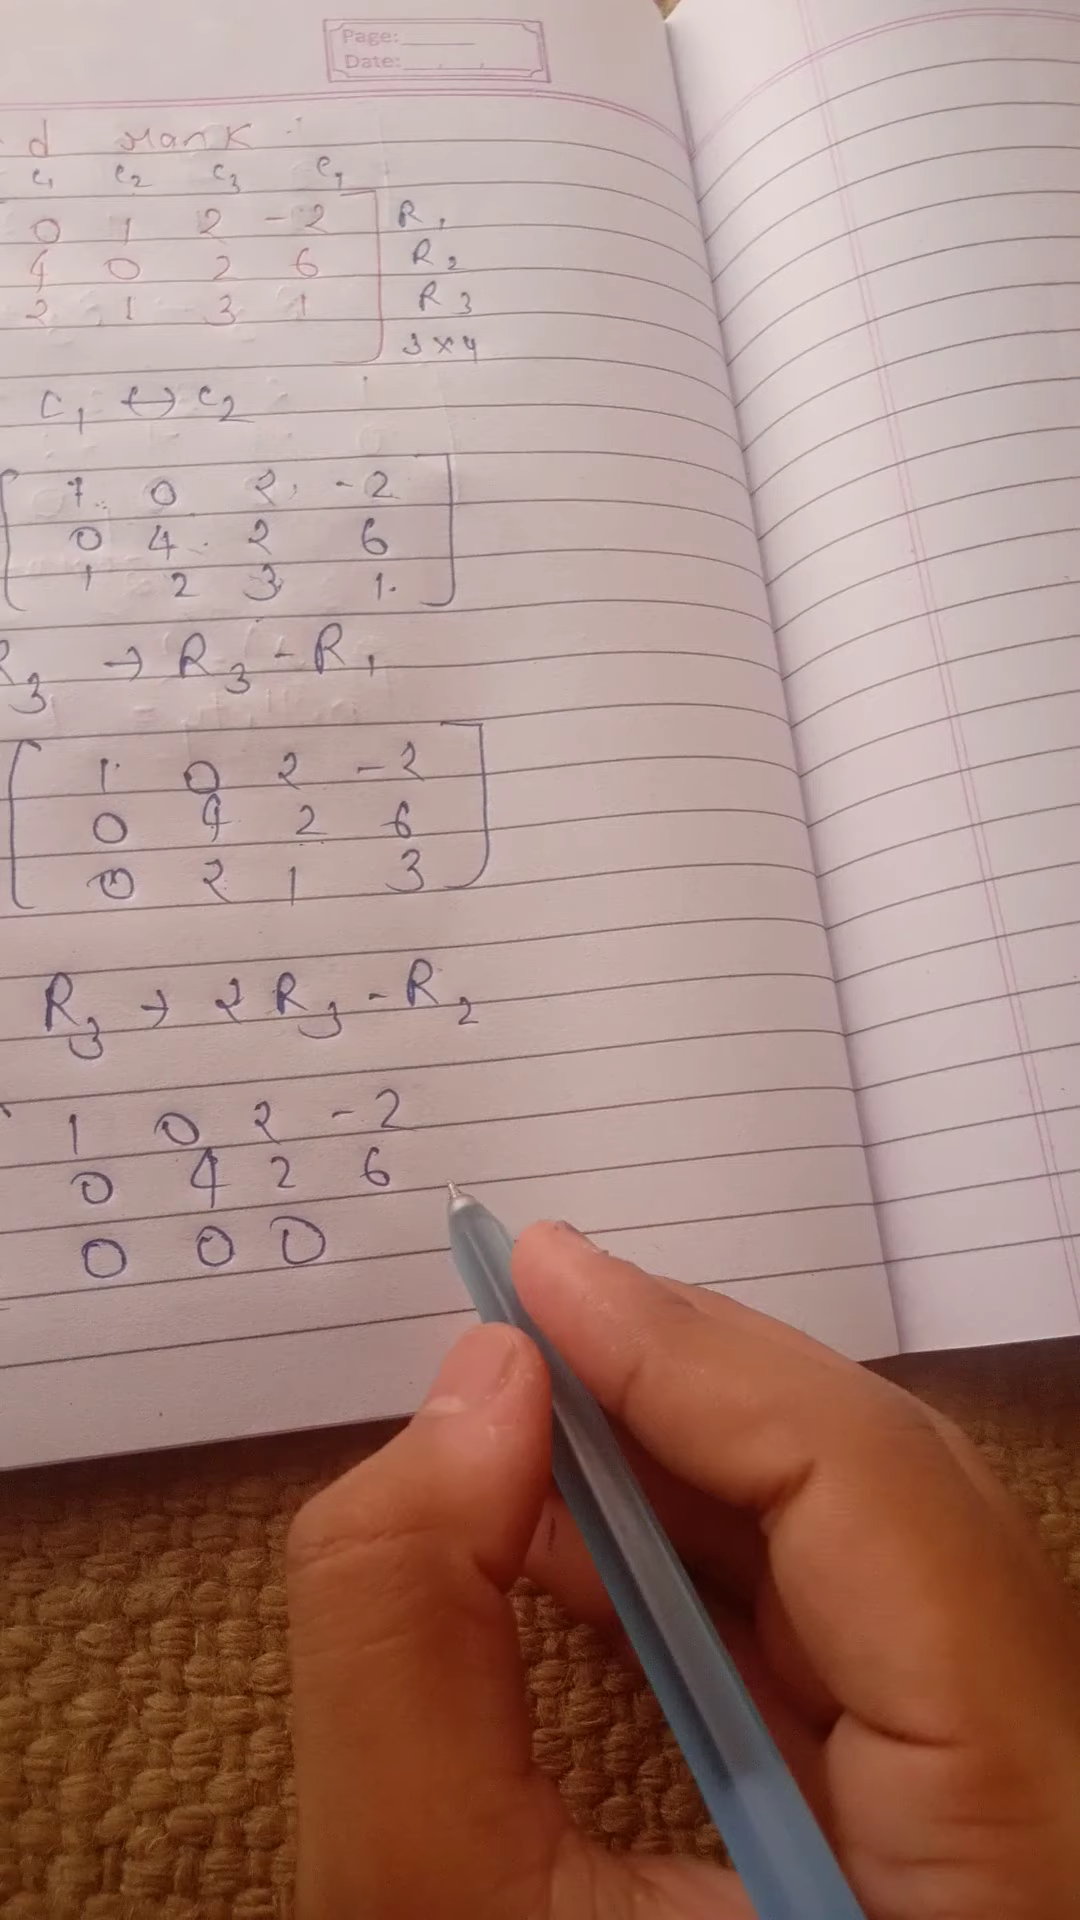 Page:
Date:
d rank :
C1 C2 C3 C4
0 1 2 -2 R1
4 0 2 6 R2
2 1 3 1 R3
3×4
C1 ↔ C2
1 0 2 -2
0 4 2 6
1 2 3 1
R3 → R3 - R1
1 0 2 -2
0 4 2 6
0 2 1 3
R3 → 2 R3 - R2
1 0 2 -2
0 4 2 6
0 0 0